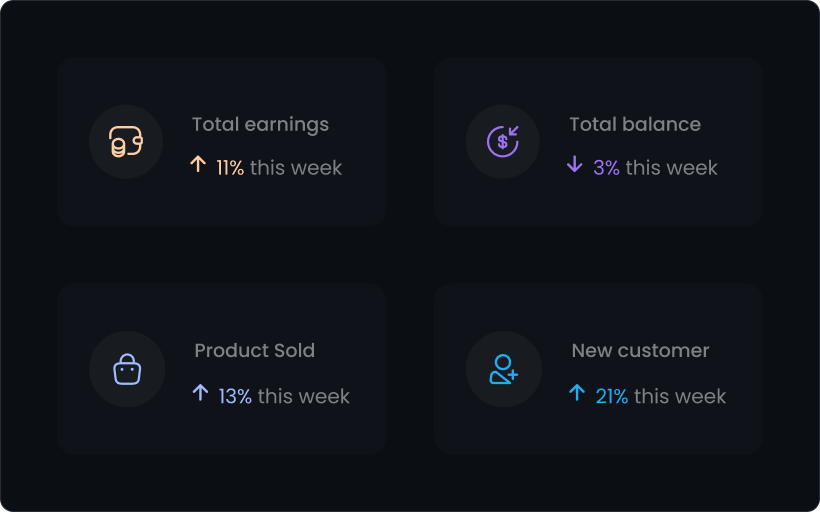 Total earnings
↑ 11% this week
Total balance
↓ 3% this week
Product Sold
↑ 13% this week
New customer
↑ 21% this week